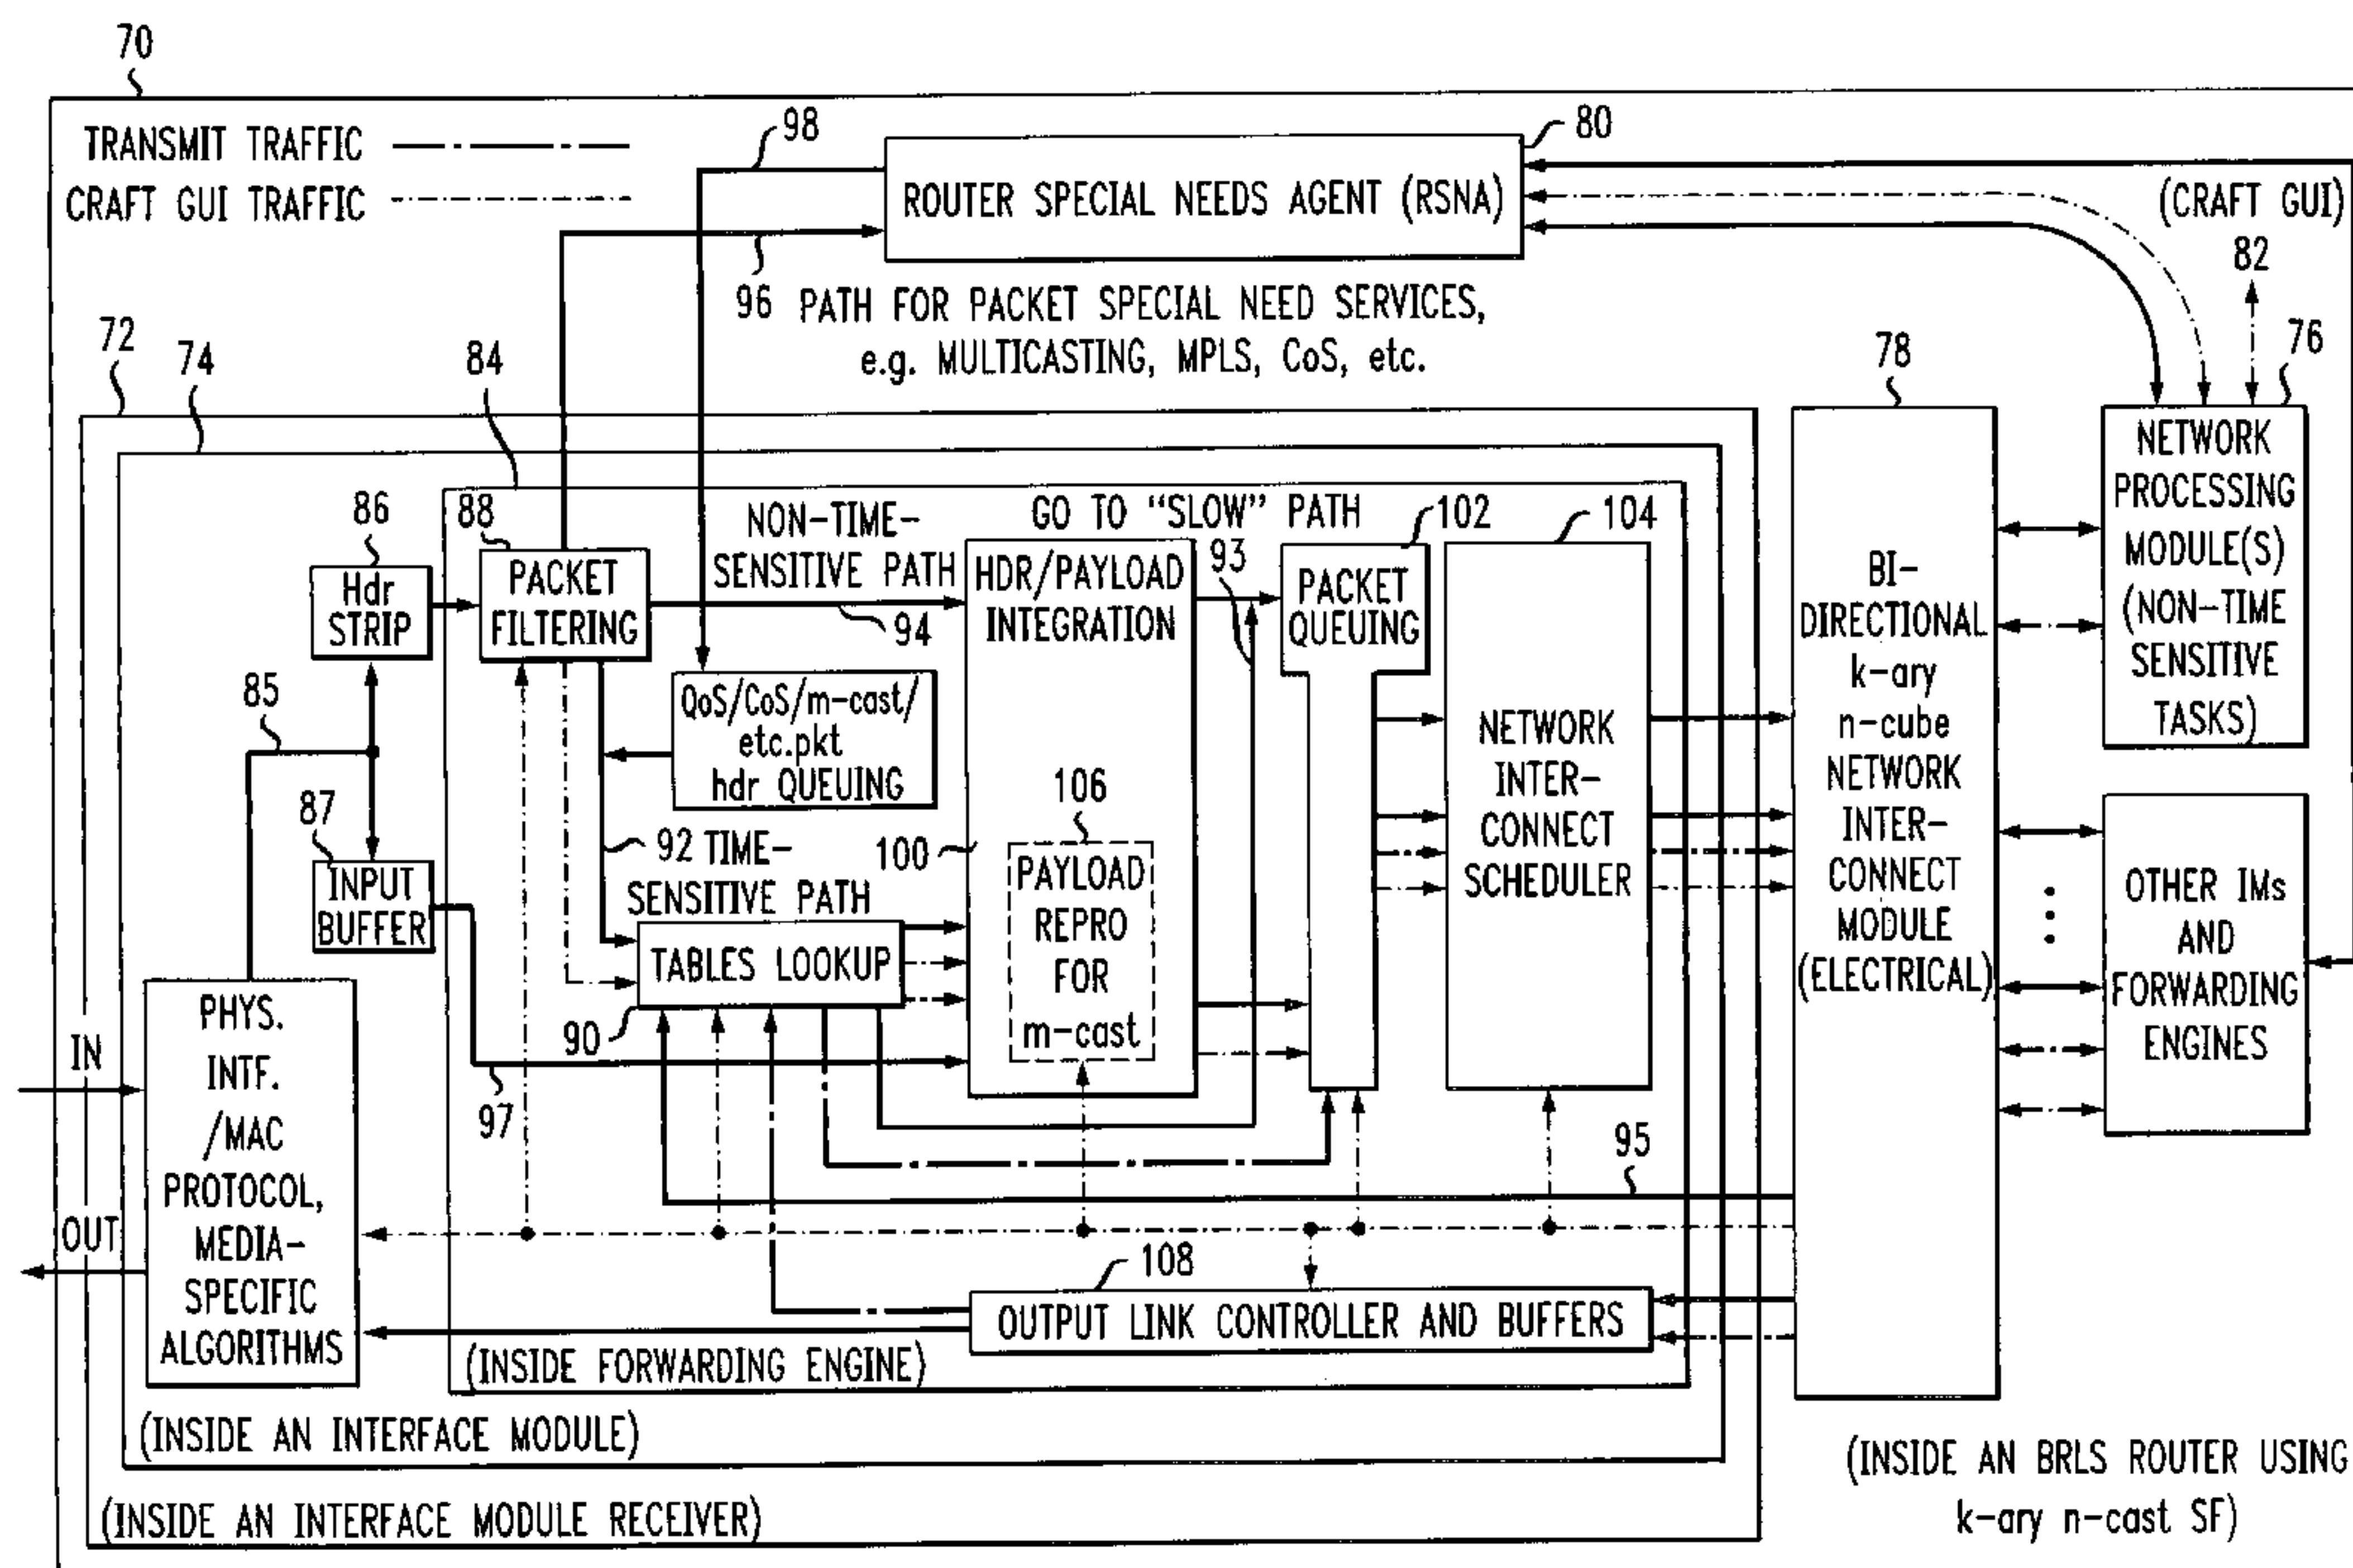 70
TRANSMIT TRAFFIC
CRAFT GUI TRAFFIC
98
80
ROUTER SPECIAL NEEDS AGENT (RSNA)
(CRAFT GUI)
82
96 PATH FOR PACKET SPECIAL NEED SERVICES,
e.g. MULTICASTING, MPLS, CoS, etc.
72
74
84
78
76
NETWORK
PROCESSING
MODULE(S)
(NON-TIME
SENSITIVE
TASKS)
86
Hdr
STRIP
88
PACKET
FILTERING
NON-TIME-
SENSITIVE PATH
94
GO TO “SLOW” PATH
HDR/PAYLOAD
INTEGRATION
93
102
PACKET
QUEUING
104
NETWORK
INTER-
CONNECT
SCHEDULER
BI-
DIRECTIONAL
k-ary
n-cube
NETWORK
INTER-
CONNECT
MODULE
(ELECTRICAL)
85
QoS/CoS/m-cast/
etc.pkt
hdr QUEUING
87
INPUT
BUFFER
92 TIME-
SENSITIVE PATH
100
106
PAYLOAD
REPRO
FOR
m-cast
TABLES LOOKUP
90
97
OTHER IMs
AND
FORWARDING
ENGINES
IN
OUT
PHYS.
INTF.
/MAC
PROTOCOL,
MEDIA-
SPECIFIC
ALGORITHMS
95
108
OUTPUT LINK CONTROLLER AND BUFFERS
(INSIDE FORWARDING ENGINE)
(INSIDE AN INTERFACE MODULE)
(INSIDE AN INTERFACE MODULE RECEIVER)
(INSIDE AN BRLS ROUTER USING
k-ary n-cast SF)